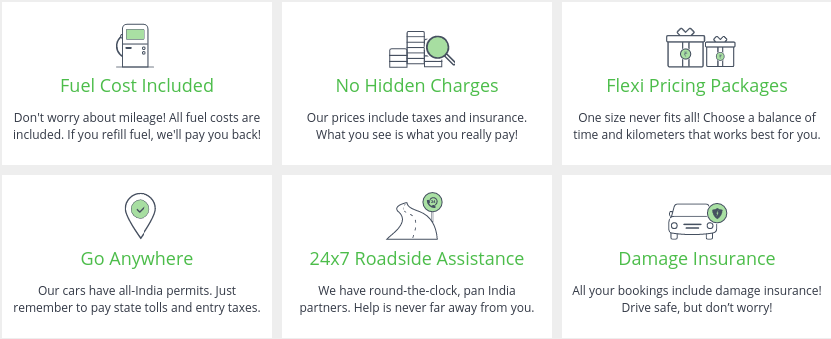 Fuel Cost Included
Don't worry about mileage! All fuel costs are
included. If you refill fuel, we'll pay you back!
No Hidden Charges
Our prices include taxes and insurance.
What you see is what you really pay!
Flexi Pricing Packages
One size never fits all! Choose a balance of
time and kilometers that works best for you.
Go Anywhere
Our cars have all-India permits. Just
remember to pay state tolls and entry taxes.
24x7 Roadside Assistance
We have round-the-clock, pan India
partners. Help is never far away from you.
Damage Insurance
All your bookings include damage insurance!
Drive safe, but don't worry!